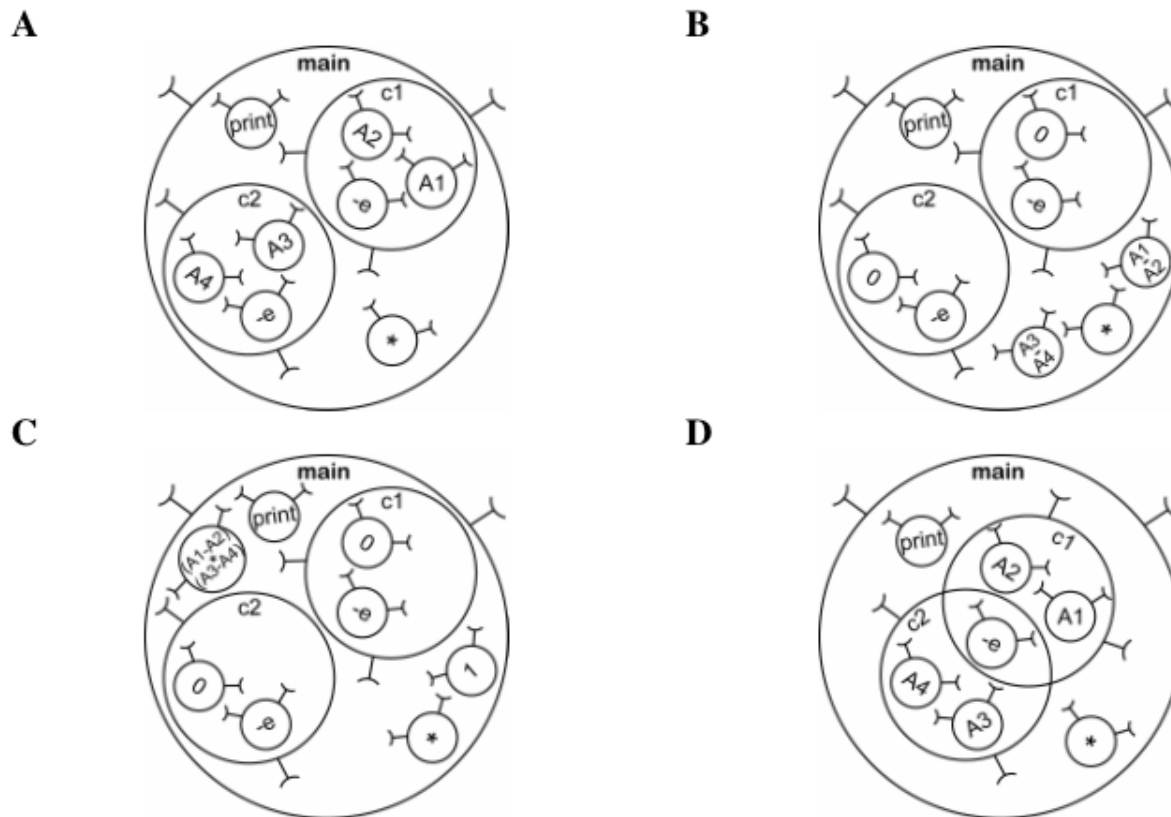 A
main
c1
print
A2
A1
-e
c2
A3
A4
-e
*
B
main
c1
print
0
-e
c2
0
-e
A1
-
A2
*
A3
-
A4
C
main
print
c1
0
(A1-A2)
*
(A3-A4)
-e
c2
1
0
-e
*
D
main
c1
print
A2
A1
c2
-e
A4
A3
*